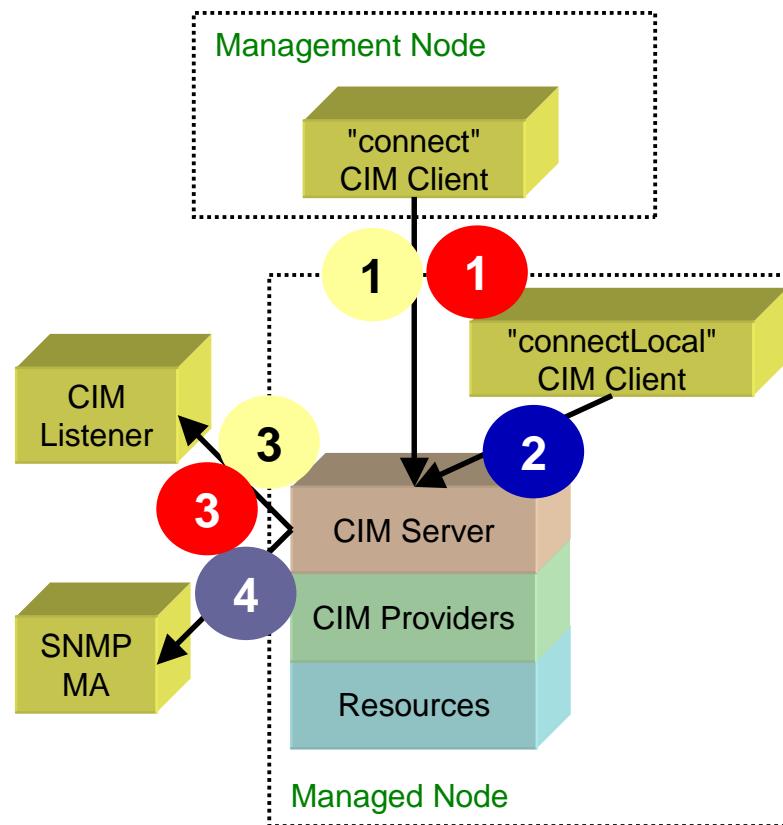 Management Node
"connect"
CIM Client
1
1
"connectLocal"
CIM Client
CIM
Listener
3
2
3
CIM Server
4
CIM Providers
SNMP
MA
Resources
Managed Node